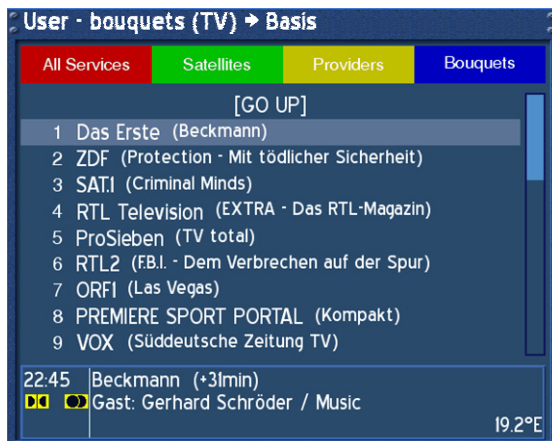 User - bouquets (TV) ➜ Basis
All Services Satellites Providers Bouquets
[GO UP]
1 Das Erste (Beckmann)
2 ZDF (Protection - Mit tödlicher Sicherheit)
3 SAT.1 (Criminal Minds)
4 RTL Television (EXTRA - Das RTL-Magazin)
5 ProSieben (TV total)
6 RTL2 (F.B.I. - Dem Verbrechen auf der Spur)
7 ORF1 (Las Vegas)
8 PREMIERE SPORT PORTAL (Kompakt)
9 VOX (Süddeutsche Zeitung TV)
22:45 Beckmann (+31min)
Gast: Gerhard Schröder / Music
19.2°E